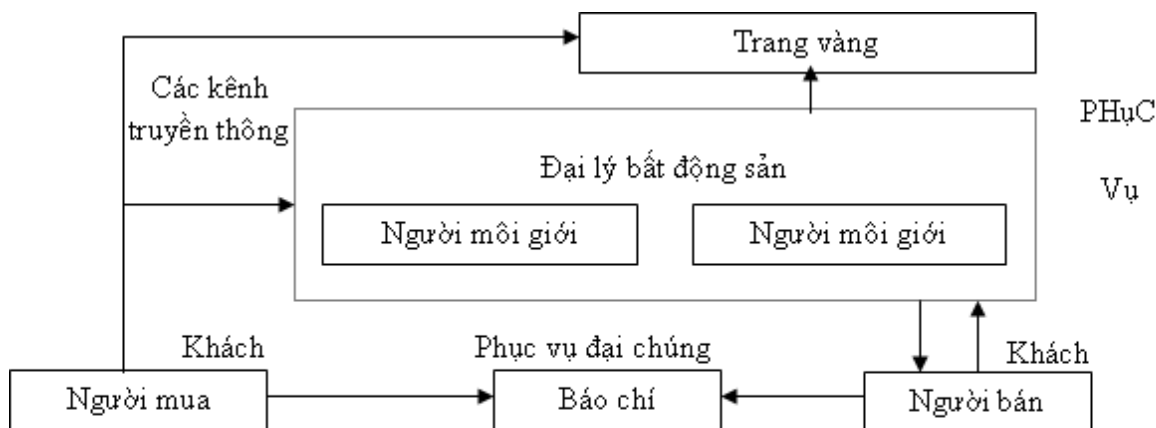 Trang vàng
Các kênh
truyền thông
PHụC
Đại lý bất động sản
Vụ
Người môi giới
Người môi giới
Khách
Phục vụ đại chúng
Khách
Người mua
Báo chí
Người bán